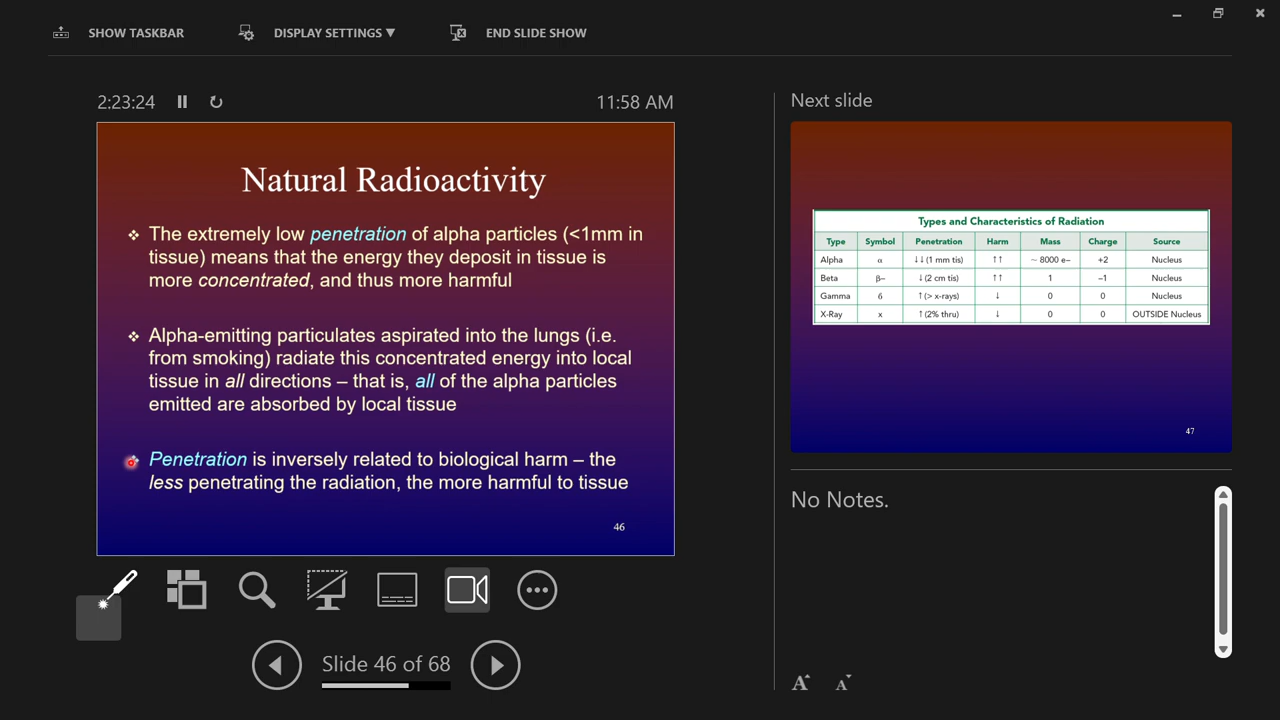 SHOW TASKBAR
DISPLAY SETTINGS ▼
END SLIDE SHOW
2:23:24
11:58 AM
Natural Radioactivity
❖ The extremely low penetration of alpha particles (<1mm in
tissue) means that the energy they deposit in tissue is
more concentrated, and thus more harmful
❖ Alpha-emitting particulates aspirated into the lungs (i.e.
from smoking) radiate this concentrated energy into local
tissue in all directions – that is, all of the alpha particles
emitted are absorbed by local tissue
❖ Penetration is inversely related to biological harm – the
less penetrating the radiation, the more harmful to tissue
46
Slide 46 of 68
Next slide
Types and Characteristics of Radiation
Type Symbol Penetration Harm Mass Charge Source
Alpha α ↓↓ (1 mm tis) ↑↑ ~ 8000 e– +2 Nucleus
Beta β– ↓ (2 cm tis) ↑↑ 1 –1 Nucleus
Gamma δ ↑ (> x-rays) ↓ 0 0 Nucleus
X-Ray x ↑ (2% thru) ↓ 0 0 OUTSIDE Nucleus
47
No Notes.
A A